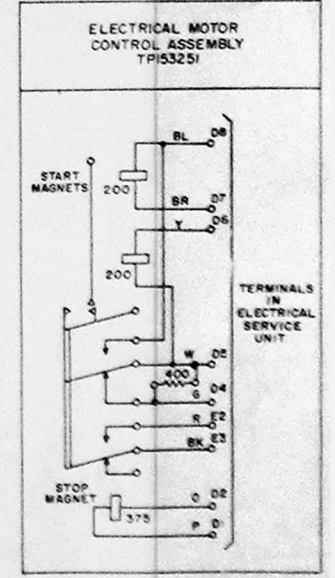 ELECTRICAL MOTOR
CONTROL ASSEMBLY
TP153251
BL D8
START
MAGNETS
200
BR D7
Y D6
200
TERMINALS
IN
ELECTRICAL
SERVICE
UNIT
W D5
400
G D4
R E2
BK E3
STOP
MAGNET
O D2
375
P D1